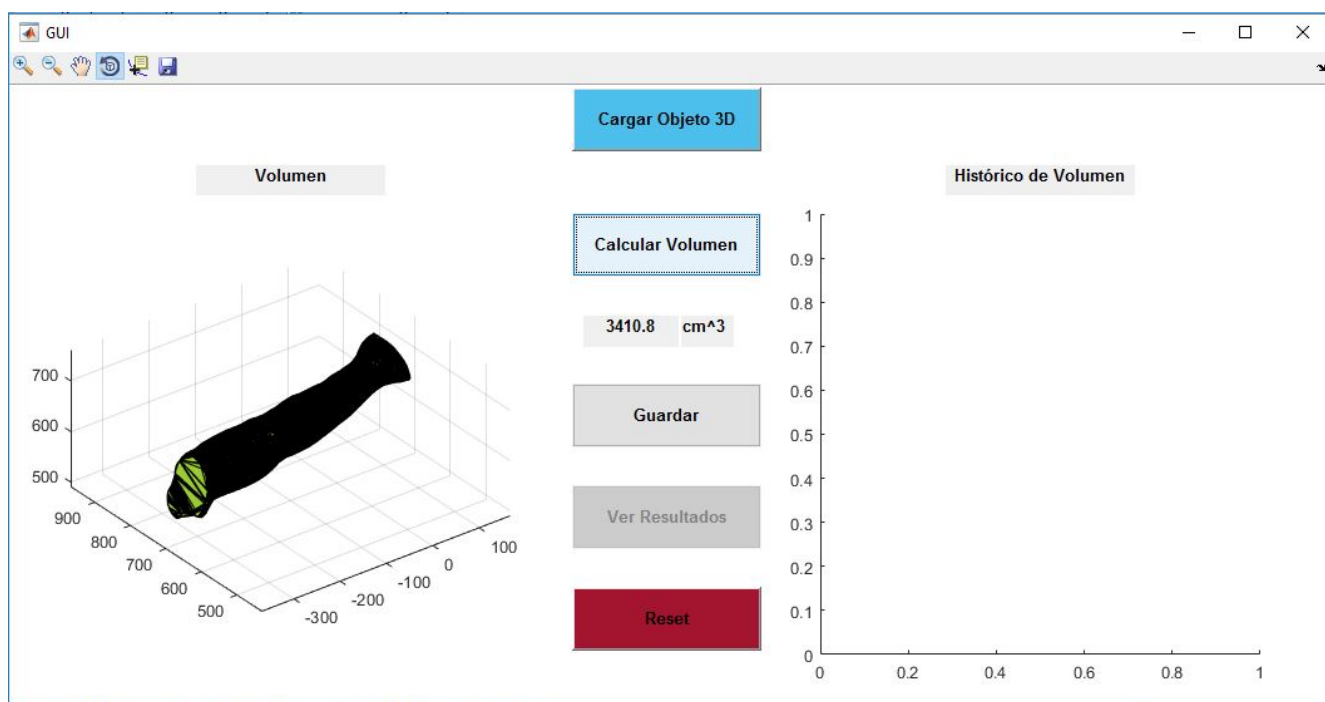 GUI
Cargar Objeto 3D
Volumen
Histórico de Volumen
Calcular Volumen
3410.8 cm^3
Guardar
Ver Resultados
Reset
700
600
500
900
800
700
600
500
-300
-200
-100
0
100
1
0.9
0.8
0.7
0.6
0.5
0.4
0.3
0.2
0.1
0
0 0.2 0.4 0.6 0.8 1